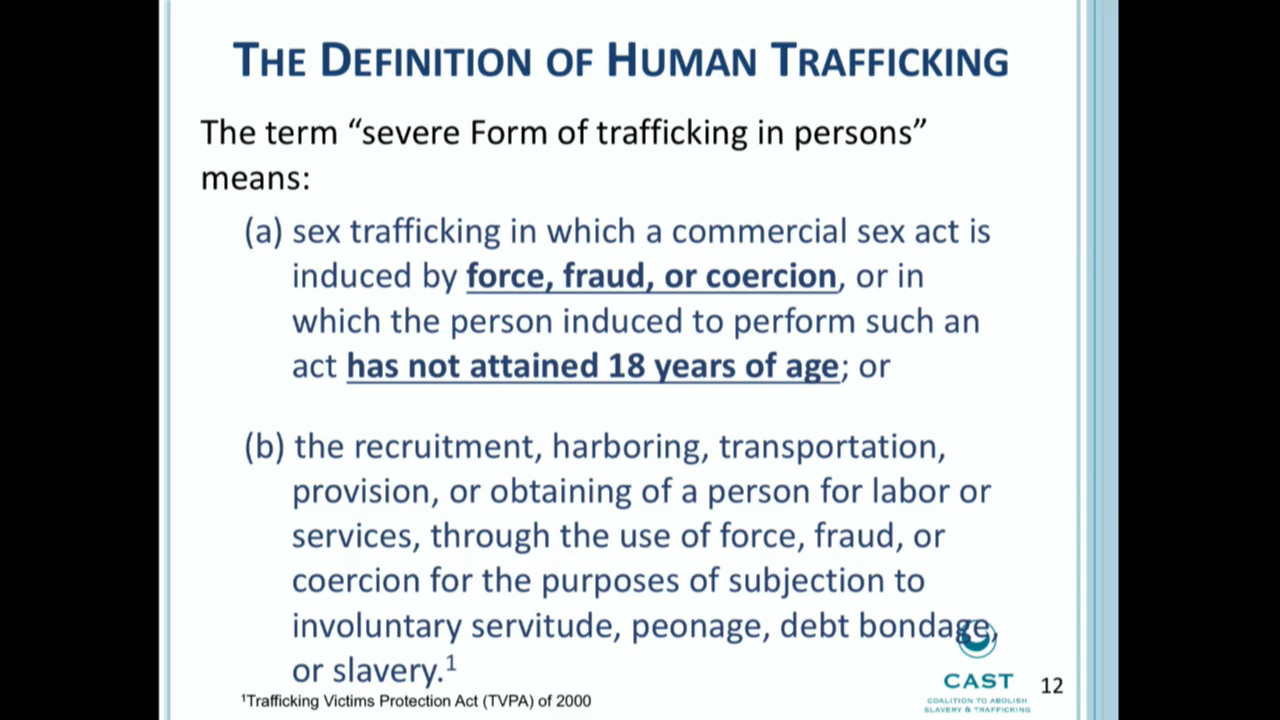 THE DEFINITION OF HUMAN TRAFFICKING
The term “severe Form of trafficking in persons”
means:
(a) sex trafficking in which a commercial sex act is
induced by force, fraud, or coercion, or in
which the person induced to perform such an
act has not attained 18 years of age; or
(b) the recruitment, harboring, transportation,
provision, or obtaining of a person for labor or
services, through the use of force, fraud, or
coercion for the purposes of subjection to
involuntary servitude, peonage, debt bondage,
or slavery.¹
¹Trafficking Victims Protection Act (TVPA) of 2000
CAST
COALITION TO ABOLISH
SLAVERY & TRAFFICKING
12